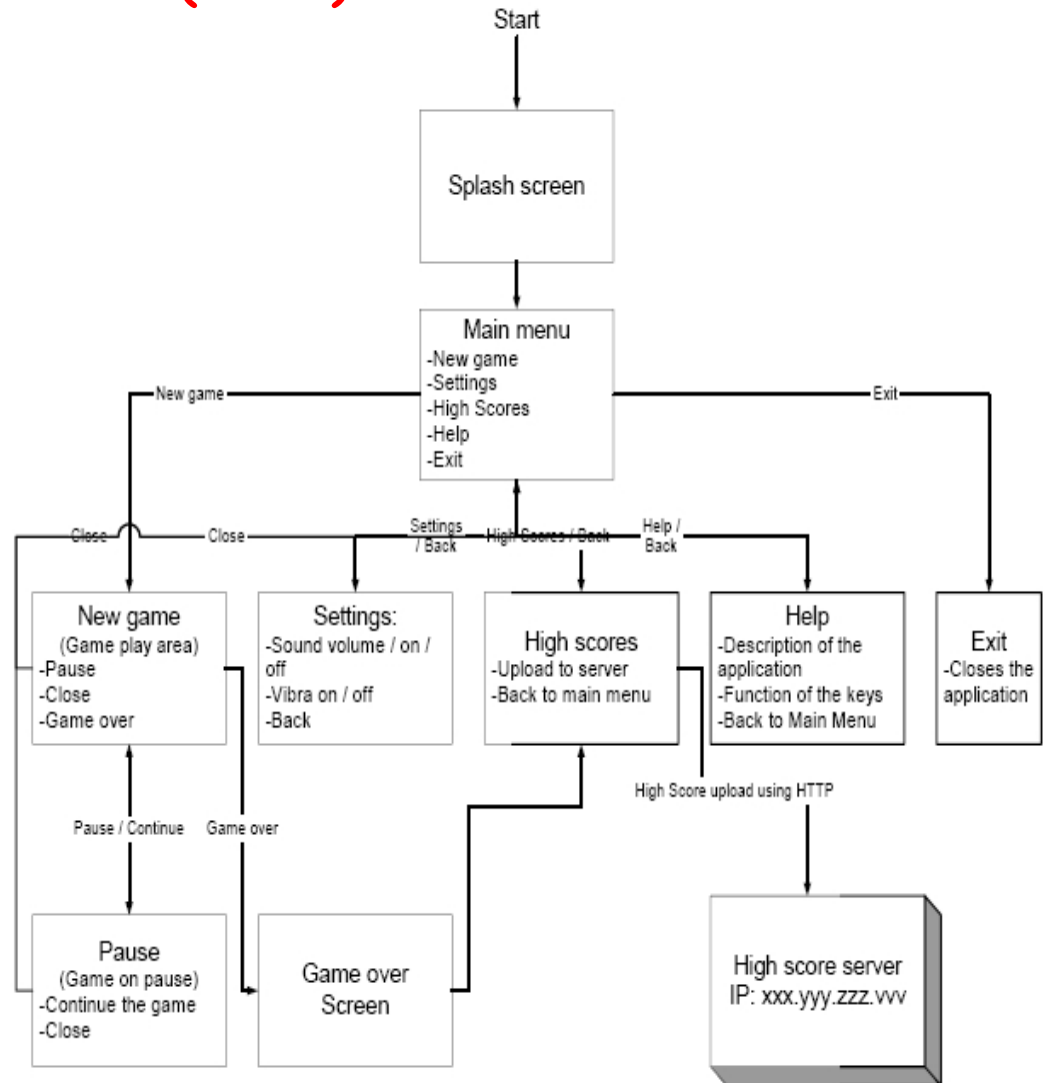 Start
Splash screen
Main menu
-New game
-Settings
-High Scores
-Help
-Exit
New game
Exit
Close
Close
Settings
/ Back
High Scores / Back
Help /
Back
New game
(Game play area)
-Pause
-Close
-Game over
Settings:
-Sound volume / on /
off
-Vibra on / off
-Back
High scores
-Upload to server
-Back to main menu
Help
-Description of the
application
-Function of the keys
-Back to Main Menu
Exit
-Closes the
application
Pause / Continue
Game over
High Score upload using HTTP
Pause
(Game on pause)
-Continue the game
-Close
Game over
Screen
High score server
IP: xxx.yyy.zzz.vvv